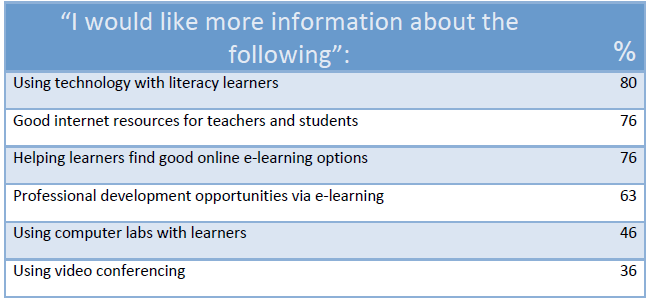 “I would like more information about the
following”: %
Using technology with literacy learners 80
Good internet resources for teachers and students 76
Helping learners find good online e-learning options 76
Professional development opportunities via e-learning 63
Using computer labs with learners 46
Using video conferencing 36